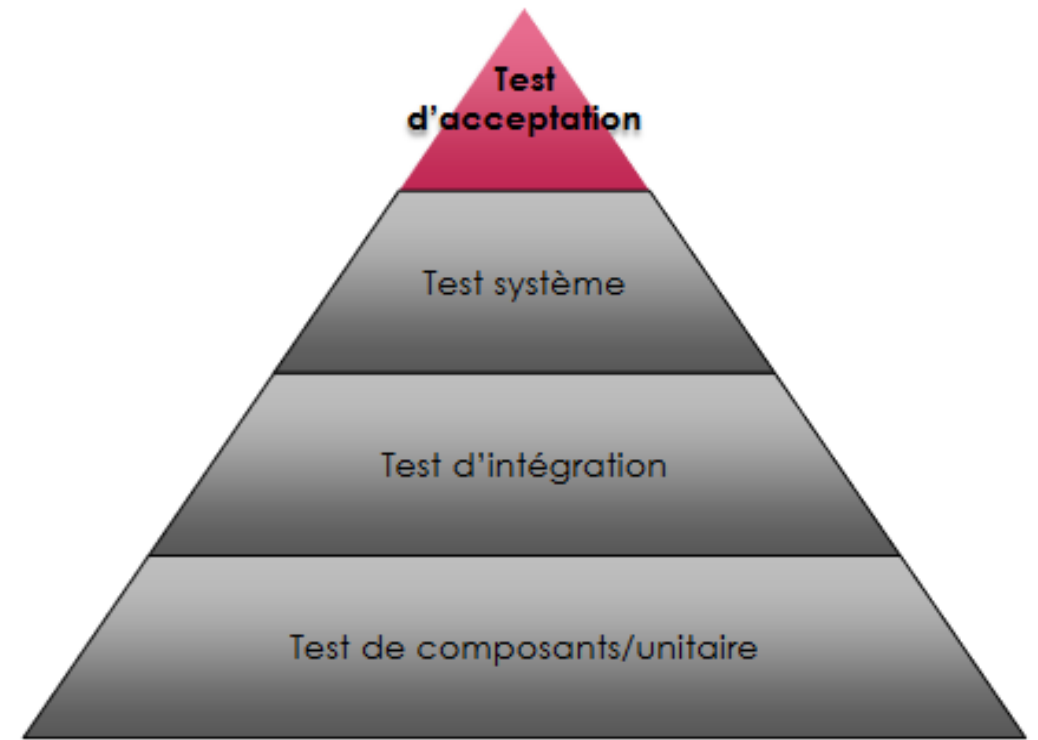 Test
d'acceptation
Test système
Test d'intégration
Test de composants/unitaire